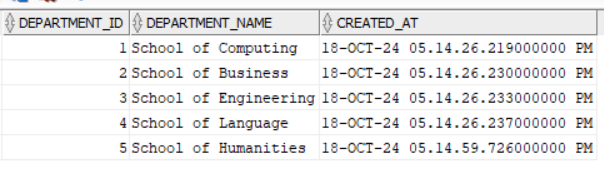 DEPARTMENT_ID DEPARTMENT_NAME CREATED_AT
1 School of Computing 18-OCT-24 05.14.26.219000000 PM
2 School of Business 18-OCT-24 05.14.26.230000000 PM
3 School of Engineering 18-OCT-24 05.14.26.233000000 PM
4 School of Language 18-OCT-24 05.14.26.237000000 PM
5 School of Humanities 18-OCT-24 05.14.59.726000000 PM